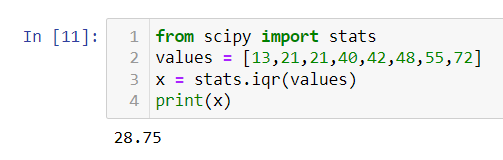 In [11]:
1 from scipy import stats
2 values = [13,21,21,40,42,48,55,72]
3 x = stats.iqr(values)
4 print(x)
28.75